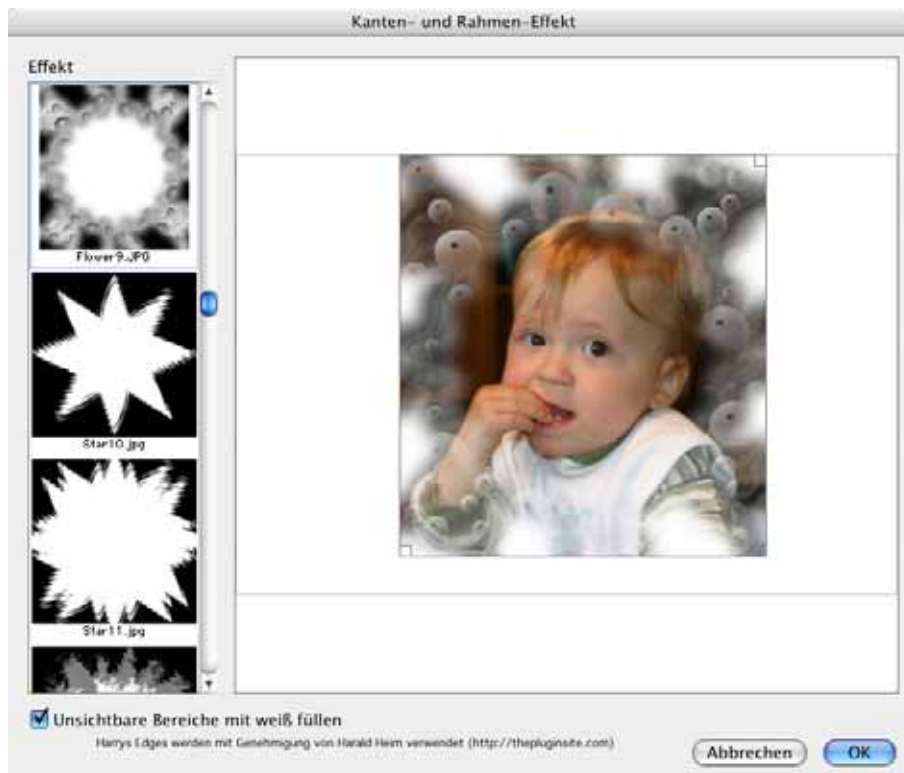 Kanten- und Rahmen-Effekt
Effekt
Flower9.JPG
Star10.jpg
Star11.jpg
Unsichtbare Bereiche mit weiß füllen
Harrys Edges werden mit Genehmigung von Harald Heim verwendet (http://thepluginsite.com)
Abbrechen
OK